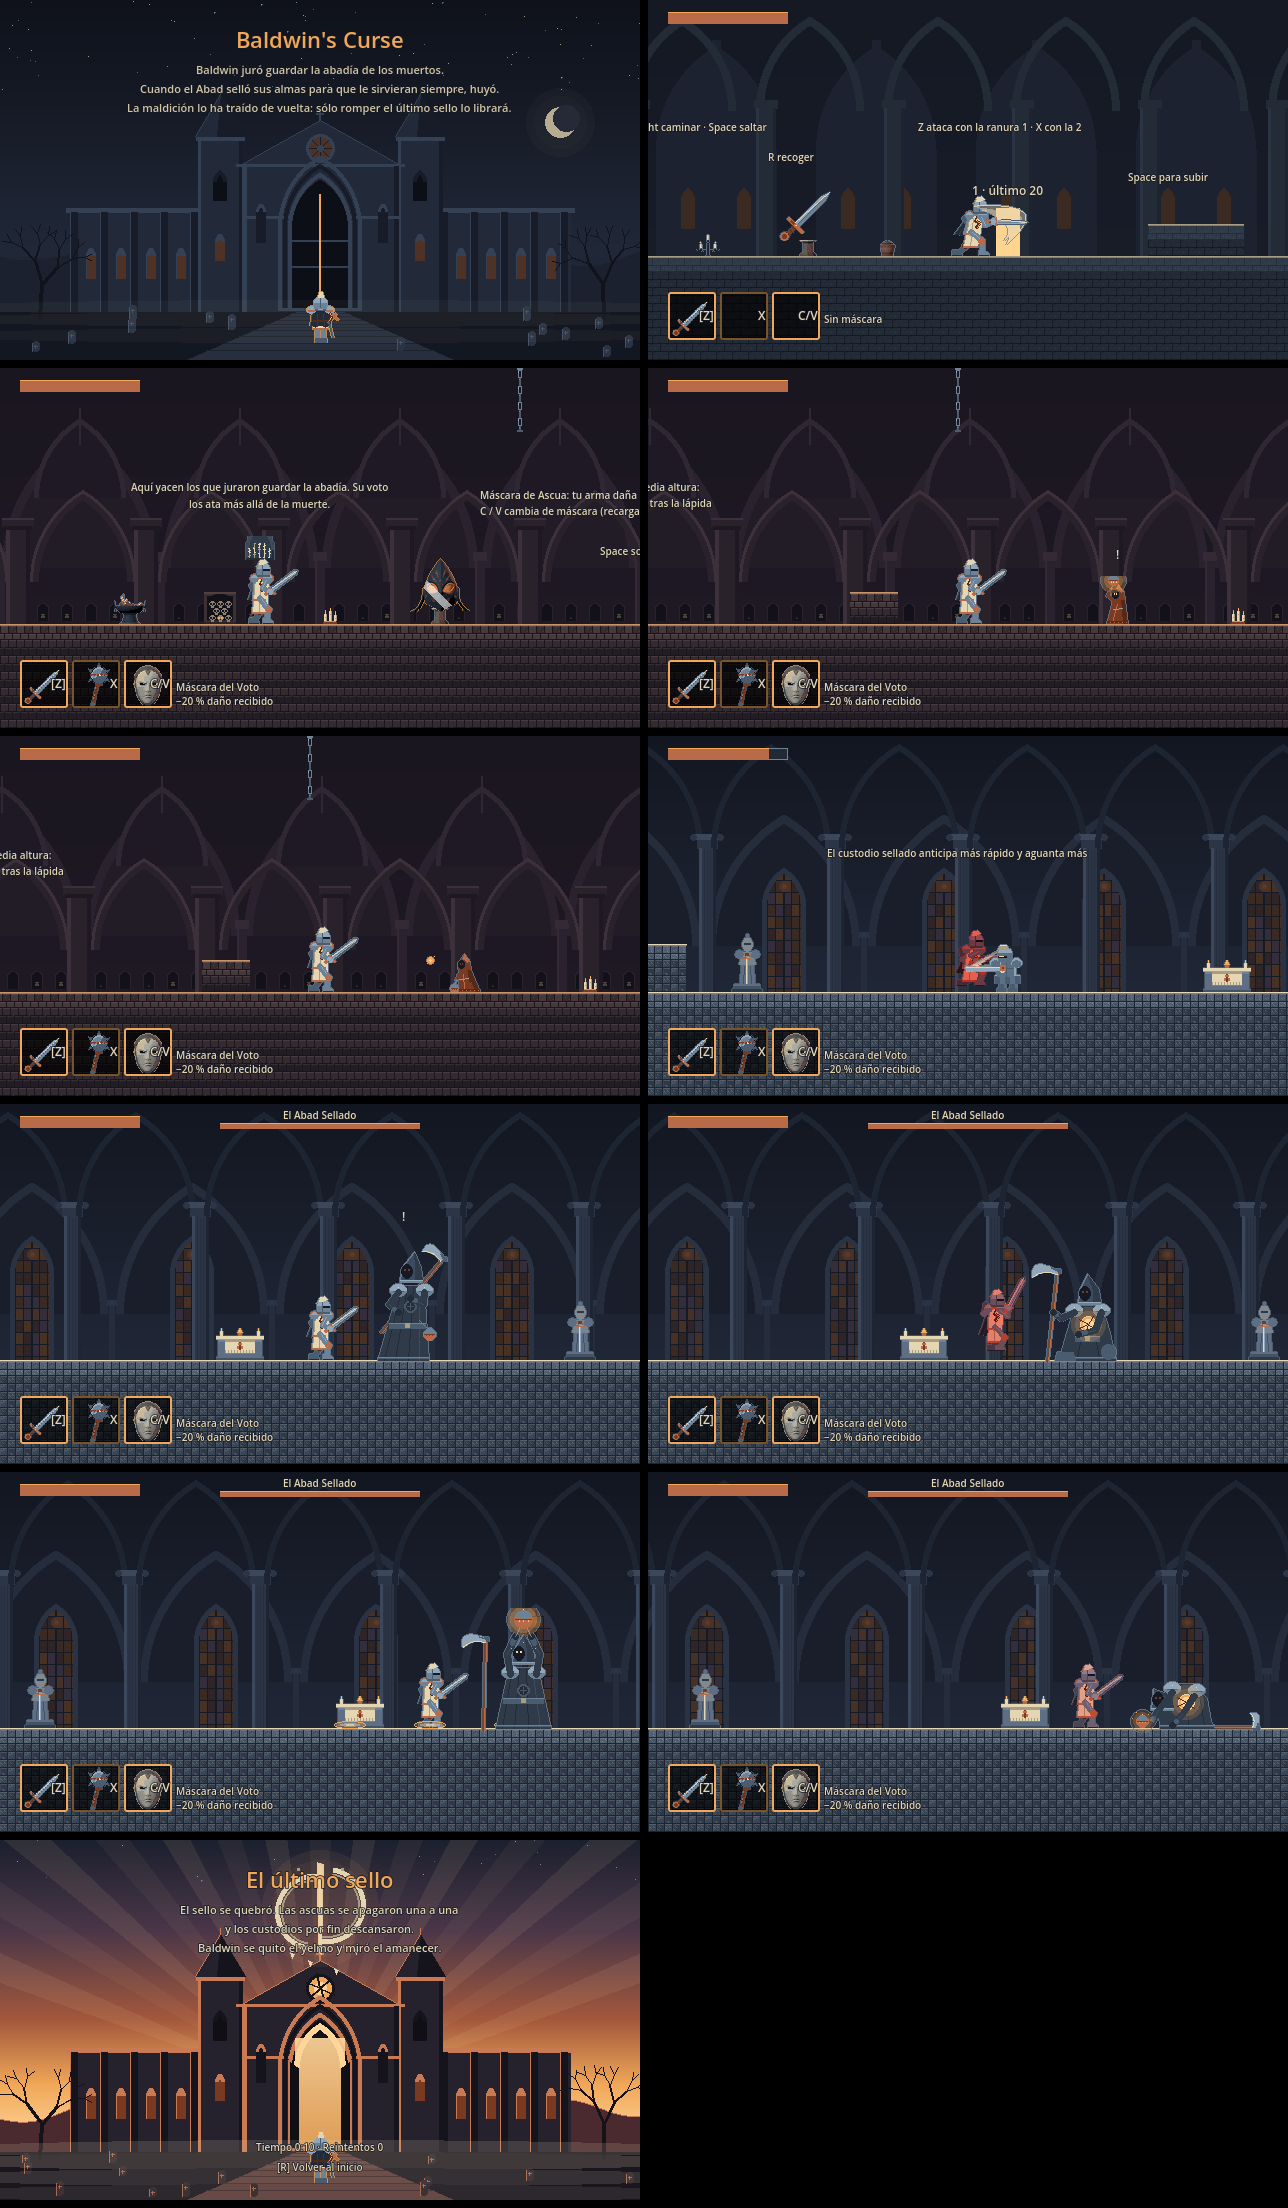 Baldwin's Curse
Baldwin juró guardar la abadía de los muertos.
Cuando el Abad selló sus almas para que le sirvieran siempre, huyó.
La maldición lo ha traído de vuelta: sólo romper el último sello lo librará.
ht caminar · Space saltar
Z ataca con la ranura 1 · X con la 2
R recoger
Space para subir
1 · último 20
[Z]
X
C/V
Sin máscara
Aquí yacen los que juraron guardar la abadía. Su voto
los ata más allá de la muerte.
Máscara de Ascua: tu arma daña
C / V cambia de máscara (recarga
Space so
[Z]
X
C/V
Máscara del Voto
−20 % daño recibido
edia altura:
tras la lápida
!
[Z]
X
C/V
Máscara del Voto
−20 % daño recibido
edia altura:
tras la lápida
[Z]
X
C/V
Máscara del Voto
−20 % daño recibido
El custodio sellado anticipa más rápido y aguanta más
[Z]
X
C/V
Máscara del Voto
−20 % daño recibido
El Abad Sellado
!
[Z]
X
C/V
Máscara del Voto
−20 % daño recibido
El Abad Sellado
[Z]
X
C/V
Máscara del Voto
−20 % daño recibido
El Abad Sellado
[Z]
X
C/V
Máscara del Voto
−20 % daño recibido
El Abad Sellado
[Z]
X
C/V
Máscara del Voto
−20 % daño recibido
El último sello
El sello se quebró. Las ascuas se apagaron una a una
y los custodios por fin descansaron.
Baldwin se quitó el yelmo y miró el amanecer.
Tiempo 0:10 · Reintentos 0
[R] Volver al inicio